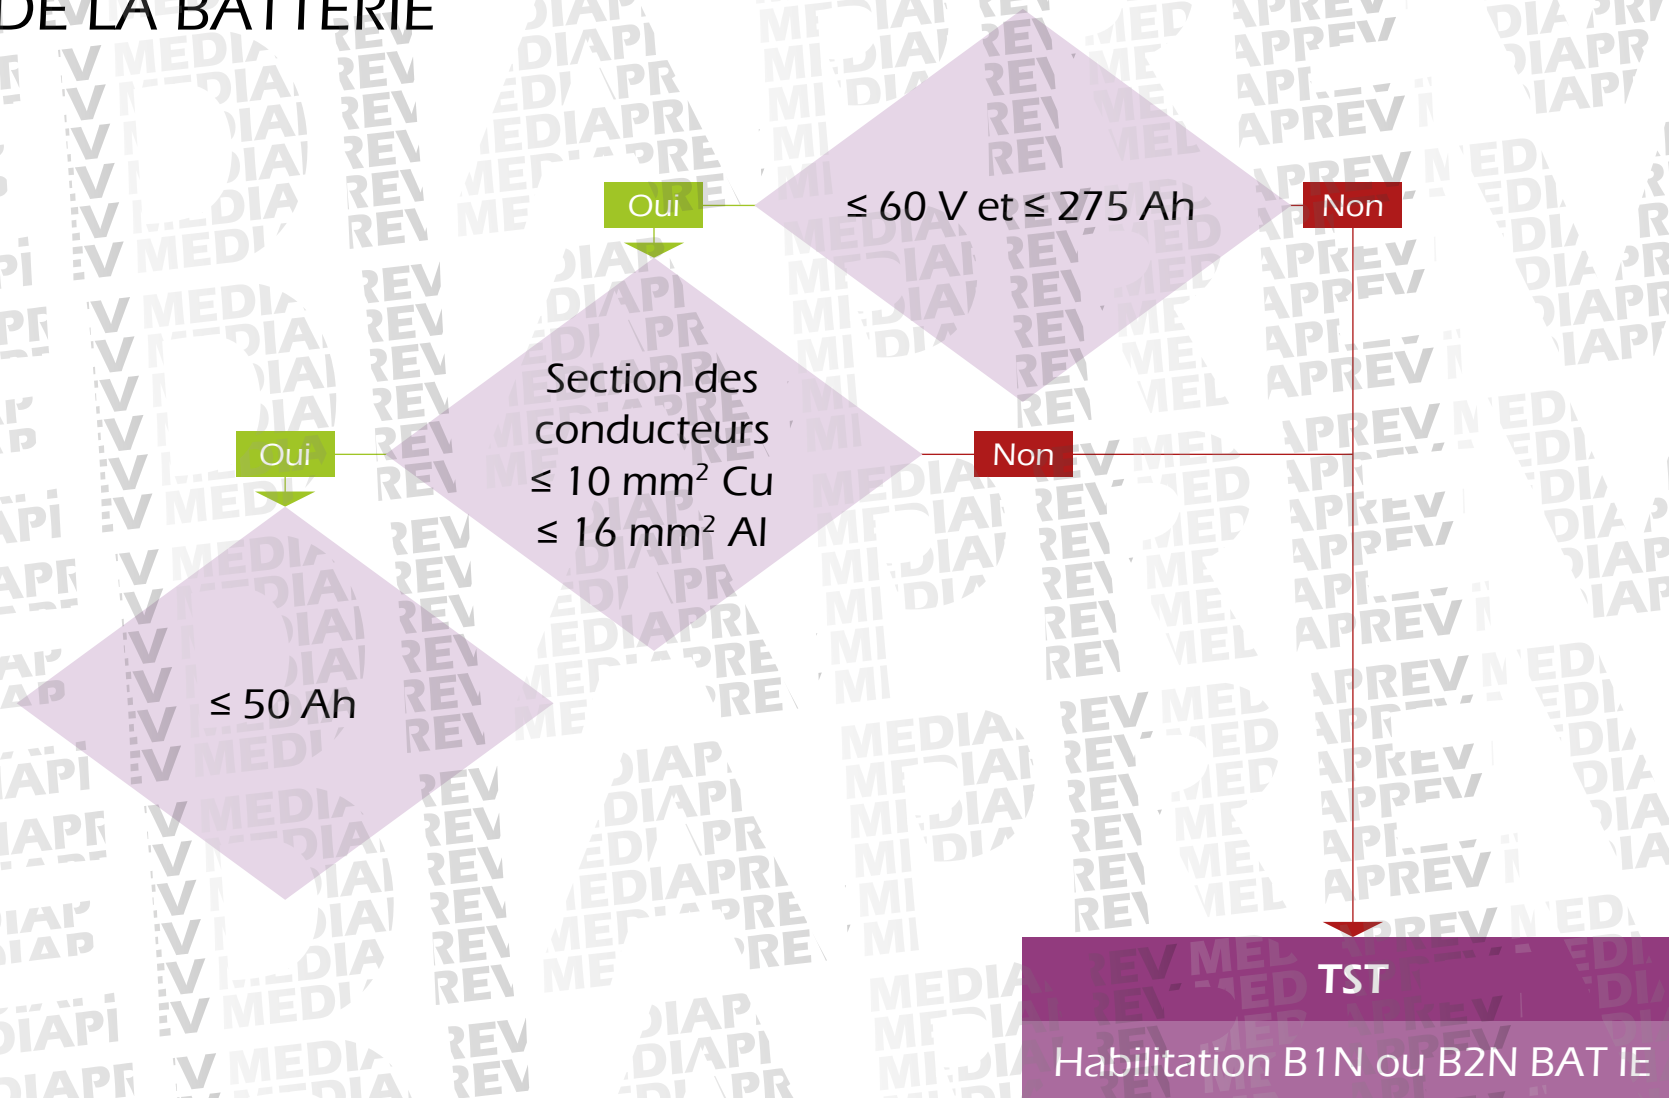 DE LA BATTERIE
≤ 60 V et ≤ 275 Ah
Oui
Non
Section des
conducteurs
≤ 10 mm² Cu
≤ 16 mm² Al
Oui
Non
≤ 50 Ah
TST
Habilitation B1N ou B2N BAT IE